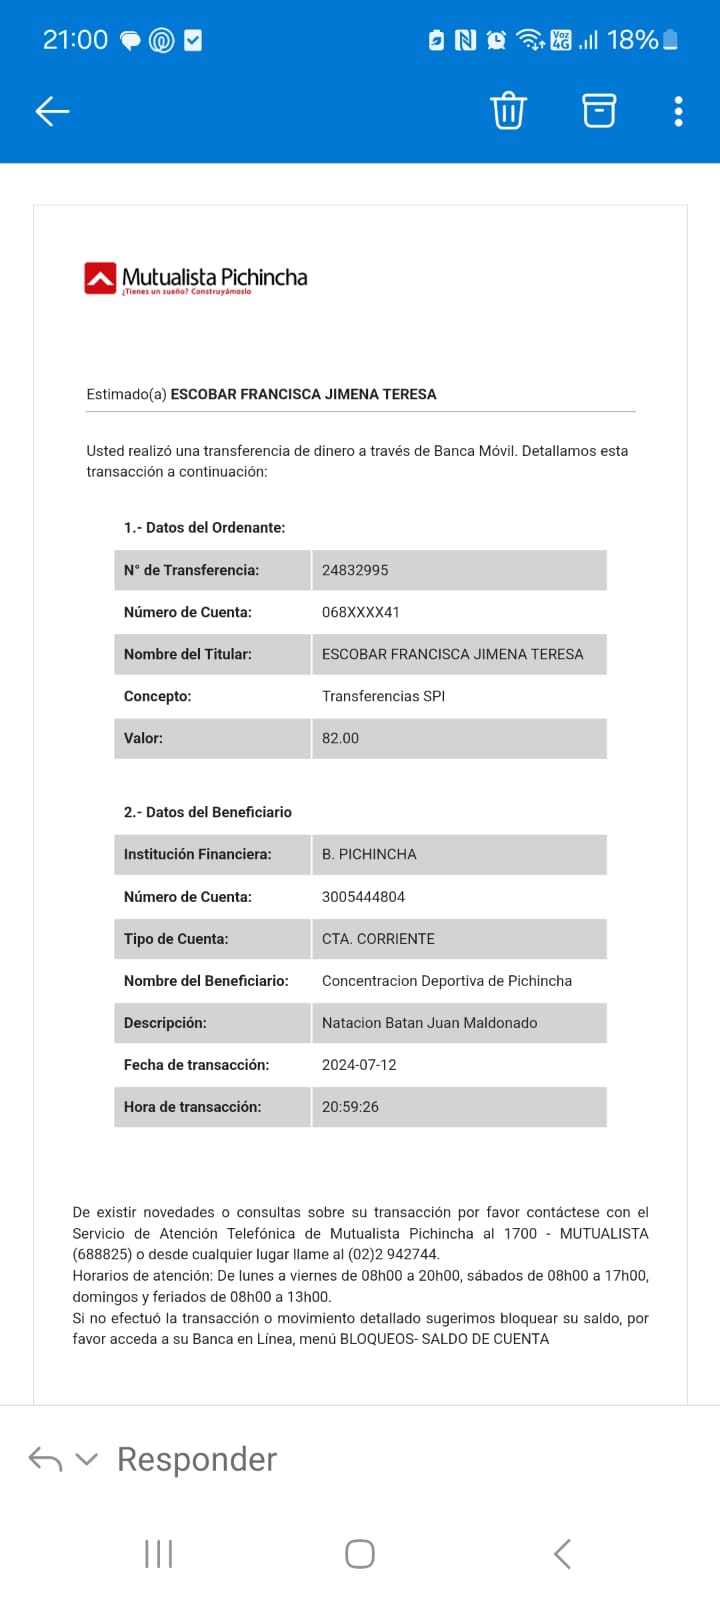 21:00
Voz 4G
18%
Mutualista Pichincha
¿Tienes un sueño? Construyámoslo
Estimado(a) ESCOBAR FRANCISCA JIMENA TERESA
Usted realizó una transferencia de dinero a través de Banca Móvil. Detallamos esta
transacción a continuación:
1.- Datos del Ordenante:
N° de Transferencia: 24832995
Número de Cuenta: 068XXXX41
Nombre del Titular: ESCOBAR FRANCISCA JIMENA TERESA
Concepto: Transferencias SPI
Valor: 82.00
2.- Datos del Beneficiario
Institución Financiera: B. PICHINCHA
Número de Cuenta: 3005444804
Tipo de Cuenta: CTA. CORRIENTE
Nombre del Beneficiario: Concentracion Deportiva de Pichincha
Descripción: Natacion Batan Juan Maldonado
Fecha de transacción: 2024-07-12
Hora de transacción: 20:59:26
De existir novedades o consultas sobre su transacción por favor contáctese con el
Servicio de Atención Telefónica de Mutualista Pichincha al 1700 - MUTUALISTA
(688825) o desde cualquier lugar llame al (02)2 942744.
Horarios de atención: De lunes a viernes de 08h00 a 20h00, sábados de 08h00 a 17h00,
domingos y feriados de 08h00 a 13h00.
Si no efectuó la transacción o movimiento detallado sugerimos bloquear su saldo, por
favor acceda a su Banca en Línea, menú BLOQUEOS- SALDO DE CUENTA
Responder